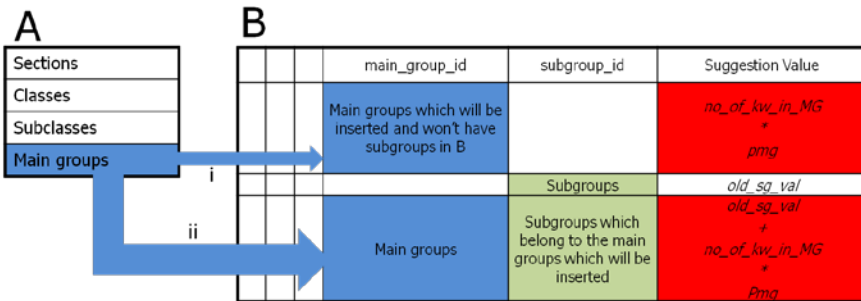 A
B
Sections
Classes
Subclasses
Main groups
i
ii
main_group_id
subgroup_id
Suggestion Value
Main groups which will be
inserted and won't have
subgroups in B
no_of_kw_in_MG
*
pmg
Subgroups
old_sg_val
Main groups
Subgroups which
belong to the main
groups which will be
inserted
old_sg_val
+
no_of_kw_in_MG
*
Pmg